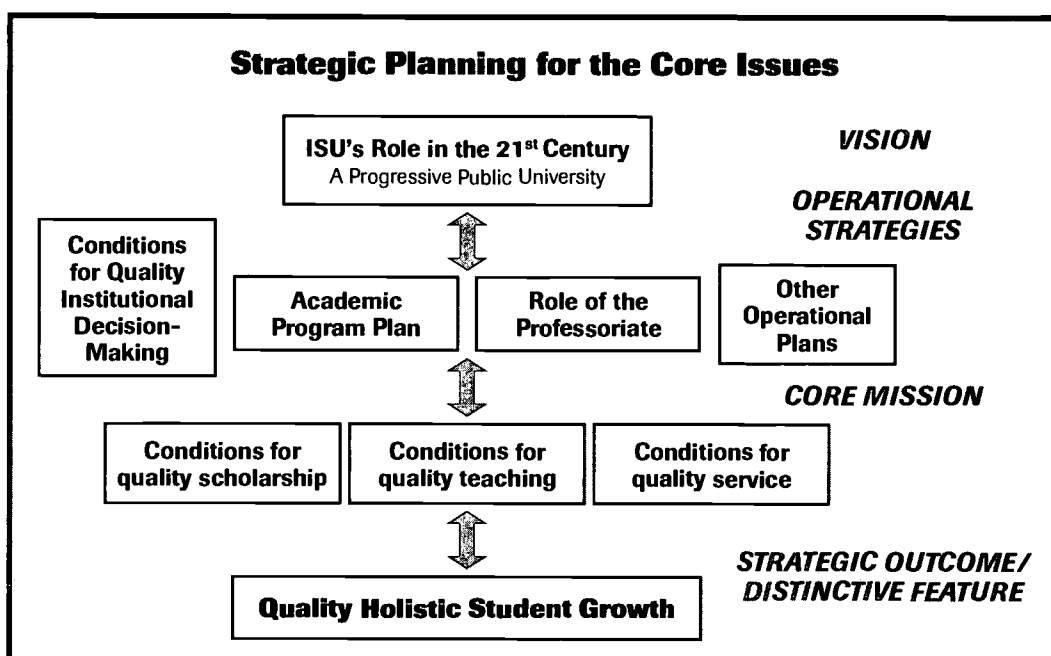 Strategic Planning for the Core Issues
ISU's Role in the 21st Century
A Progressive Public University
VISION
OPERATIONAL
STRATEGIES
Conditions
for Quality
Institutional
Decision-
Making
Academic
Program Plan
Role of the
Professoriate
Other
Operational
Plans
CORE MISSION
Conditions for
quality scholarship
Conditions for
quality teaching
Conditions for
quality service
STRATEGIC OUTCOME/
DISTINCTIVE FEATURE
Quality Holistic Student Growth